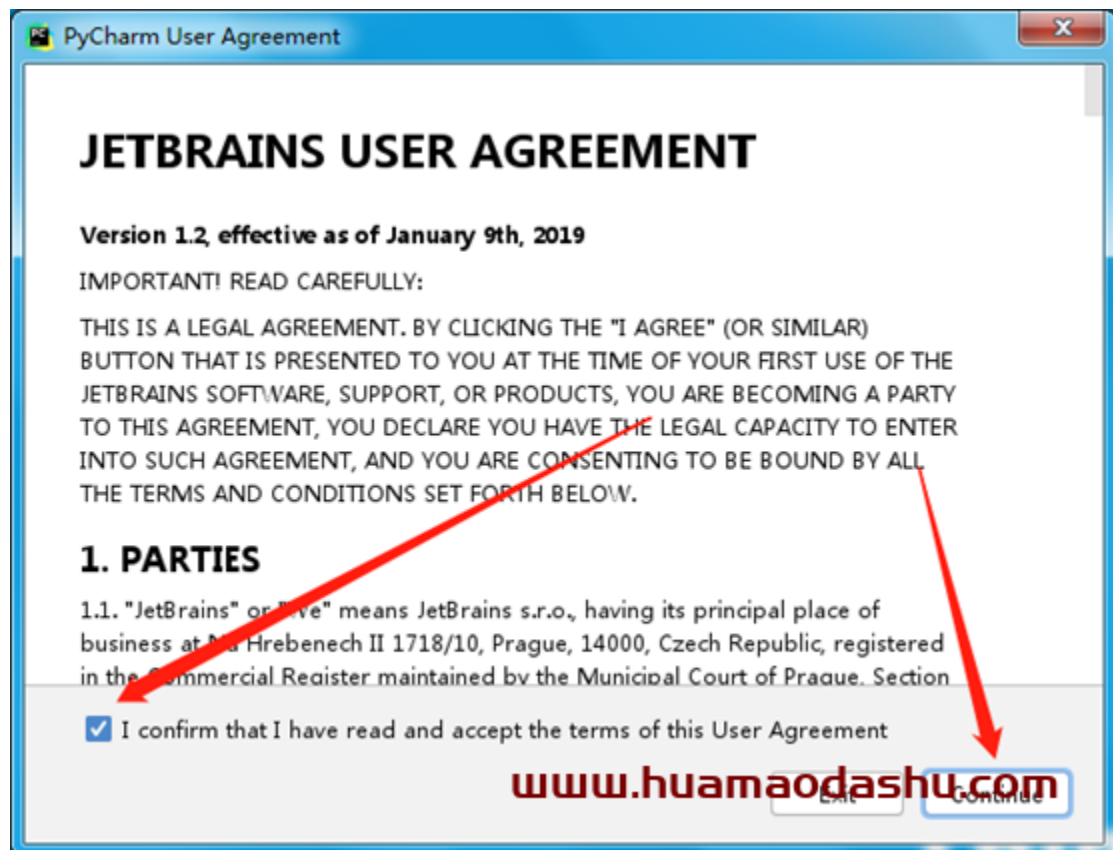 PyCharm User Agreement
JETBRAINS USER AGREEMENT
Version 1.2, effective as of January 9th, 2019
IMPORTANT! READ CAREFULLY:
THIS IS A LEGAL AGREEMENT. BY CLICKING THE "I AGREE" (OR SIMILAR)
BUTTON THAT IS PRESENTED TO YOU AT THE TIME OF YOUR FIRST USE OF THE
JETBRAINS SOFTWARE, SUPPORT, OR PRODUCTS, YOU ARE BECOMING A PARTY
TO THIS AGREEMENT, YOU DECLARE YOU HAVE THE LEGAL CAPACITY TO ENTER
INTO SUCH AGREEMENT, AND YOU ARE CONSENTING TO BE BOUND BY ALL
THE TERMS AND CONDITIONS SET FORTH BELOW.
1. PARTIES
1.1. "JetBrains" or "We" means JetBrains s.r.o., having its principal place of
business at Na Hrebenech II 1718/10, Prague, 14000, Czech Republic, registered
in the Commercial Register maintained by the Municipal Court of Prague, Section
I confirm that I have read and accept the terms of this User Agreement
www.huamaodashu.com
Exit
Continue